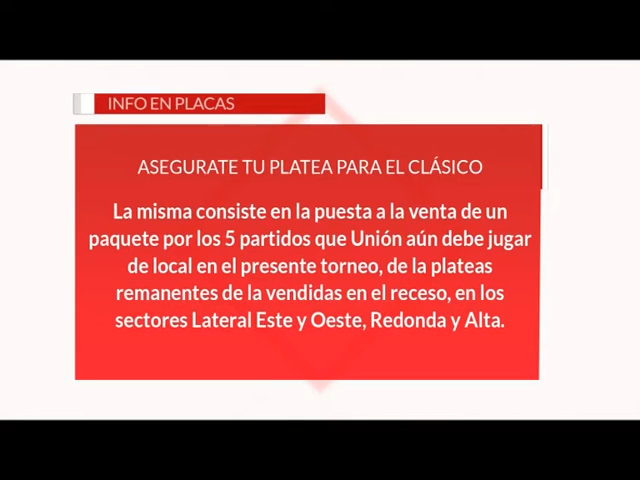 INFO EN PLACAS
ASEGURATE TU PLATEA PARA EL CLÁSICO
La misma consiste en la puesta a la venta de un
paquete por los 5 partidos que Unión aún debe jugar
de local en el presente torneo, de la plateas
remanentes de la vendidas en el receso, en los
sectores Lateral Este y Oeste, Redonda y Alta.